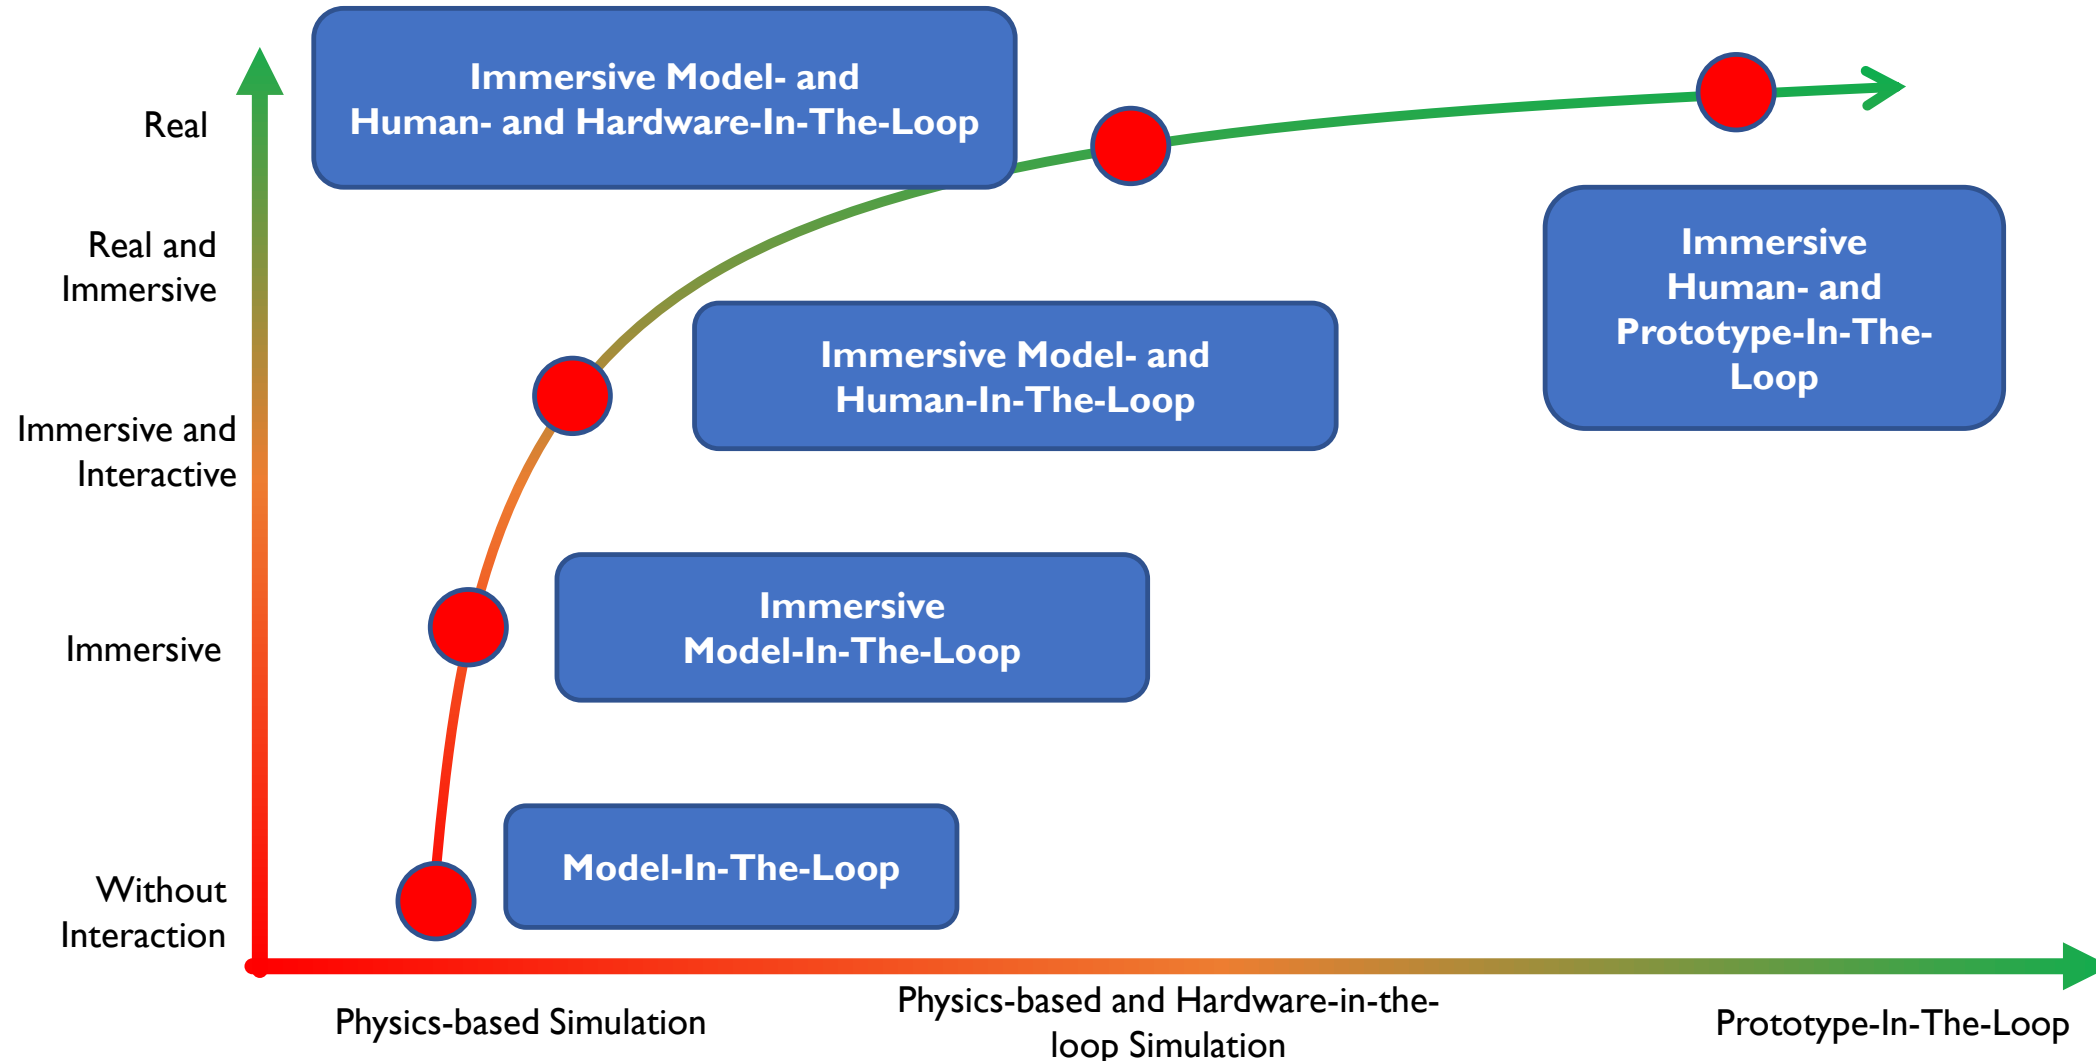 Immersive Model- and
Human- and Hardware-In-The-Loop
Real
Real and
Immersive
Immersive
Human- and
Prototype-In-The-
Loop
Immersive Model- and
Human-In-The-Loop
Immersive and
Interactive
Immersive
Model-In-The-Loop
Immersive
Model-In-The-Loop
Without
Interaction
Physics-based Simulation
Physics-based and Hardware-in-the-
loop Simulation
Prototype-In-The-Loop